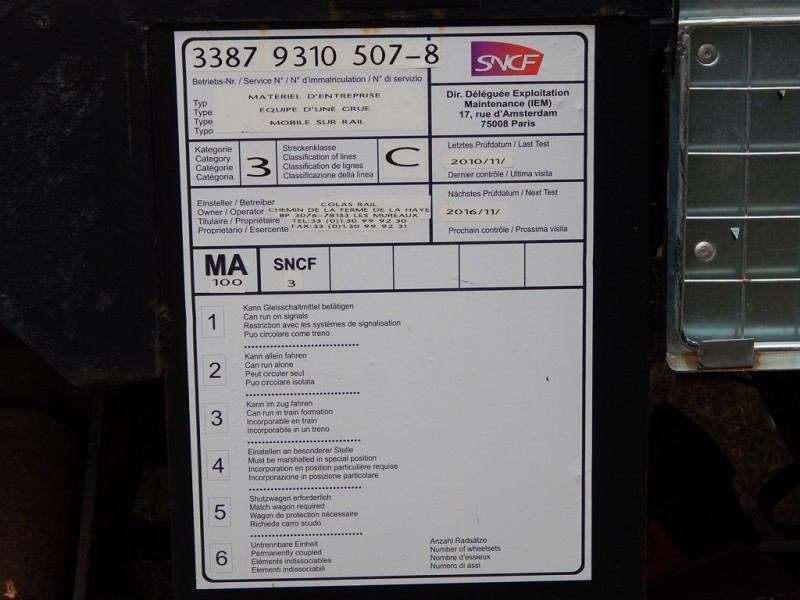 3387 9310 507-8
SNCF
Betriebs-Nr. / Service N° / N° d'immatriculation / N° di servizio
Typ
Type
Type
Typo
MATERIEL D'ENTREPRISE
EQUIPE D'UNE GRUE
MOBILE SUR RAIL
Dir. Déléguée Exploitation
Maintenance (IEM)
17, rue d'Amsterdam
75008 Paris
Kategorie
Category
Catégorie
Catégoria
3
Streckenklasse
Classification of lines
Classification de lignes
Classificazione della linea
C
Letztes Prüfdatum / Last Test
2010/11/
Dernier contrôle / Ultima visita
Einsteller / Betreiber
Owner / Operator
Titulaire / Propriétaire
Proprietario / Esercente
COLAS RAIL
CHEMIN DE LA FERME DE LA HAYE
BP 3076-78133 LES MUREAUX
TEL:33 (0)1.30 99 92 30
FAX:33 (0)1.30 99 92 31
Nächstes Prüfdatum / Next Test
2016/11/
Prochain contrôle / Prossima visita
MA
100
SNCF
3
1
Kann Gleisschaltmittel betätigen
Can run on signals
Restriction avec les systèmes de signalisation
Puo circolare come treno
2
Kann allein fahren
Can run alone
Peut circuler seul
Puo circolare isolata
3
Kann im zug fahren
Can run in train formation
Incorporable en train
Incorporabile in un treno
4
Einstellen an besonderer Stelle
Must be marshalled in special position
Incorporation en position particulière requise
Incorporazione in posizione particolare
5
Shutzwagen erforderlich
Match wagon required
Wagon de protection nécessaire
Richiede carro scudo
6
Untrennbare Einheit
Permanently coupled
Eléments indissociables
Elementi indissociabili
Anzahl Radsätze
Number of wheelsets
Nombre d'essieux
Numero di assi